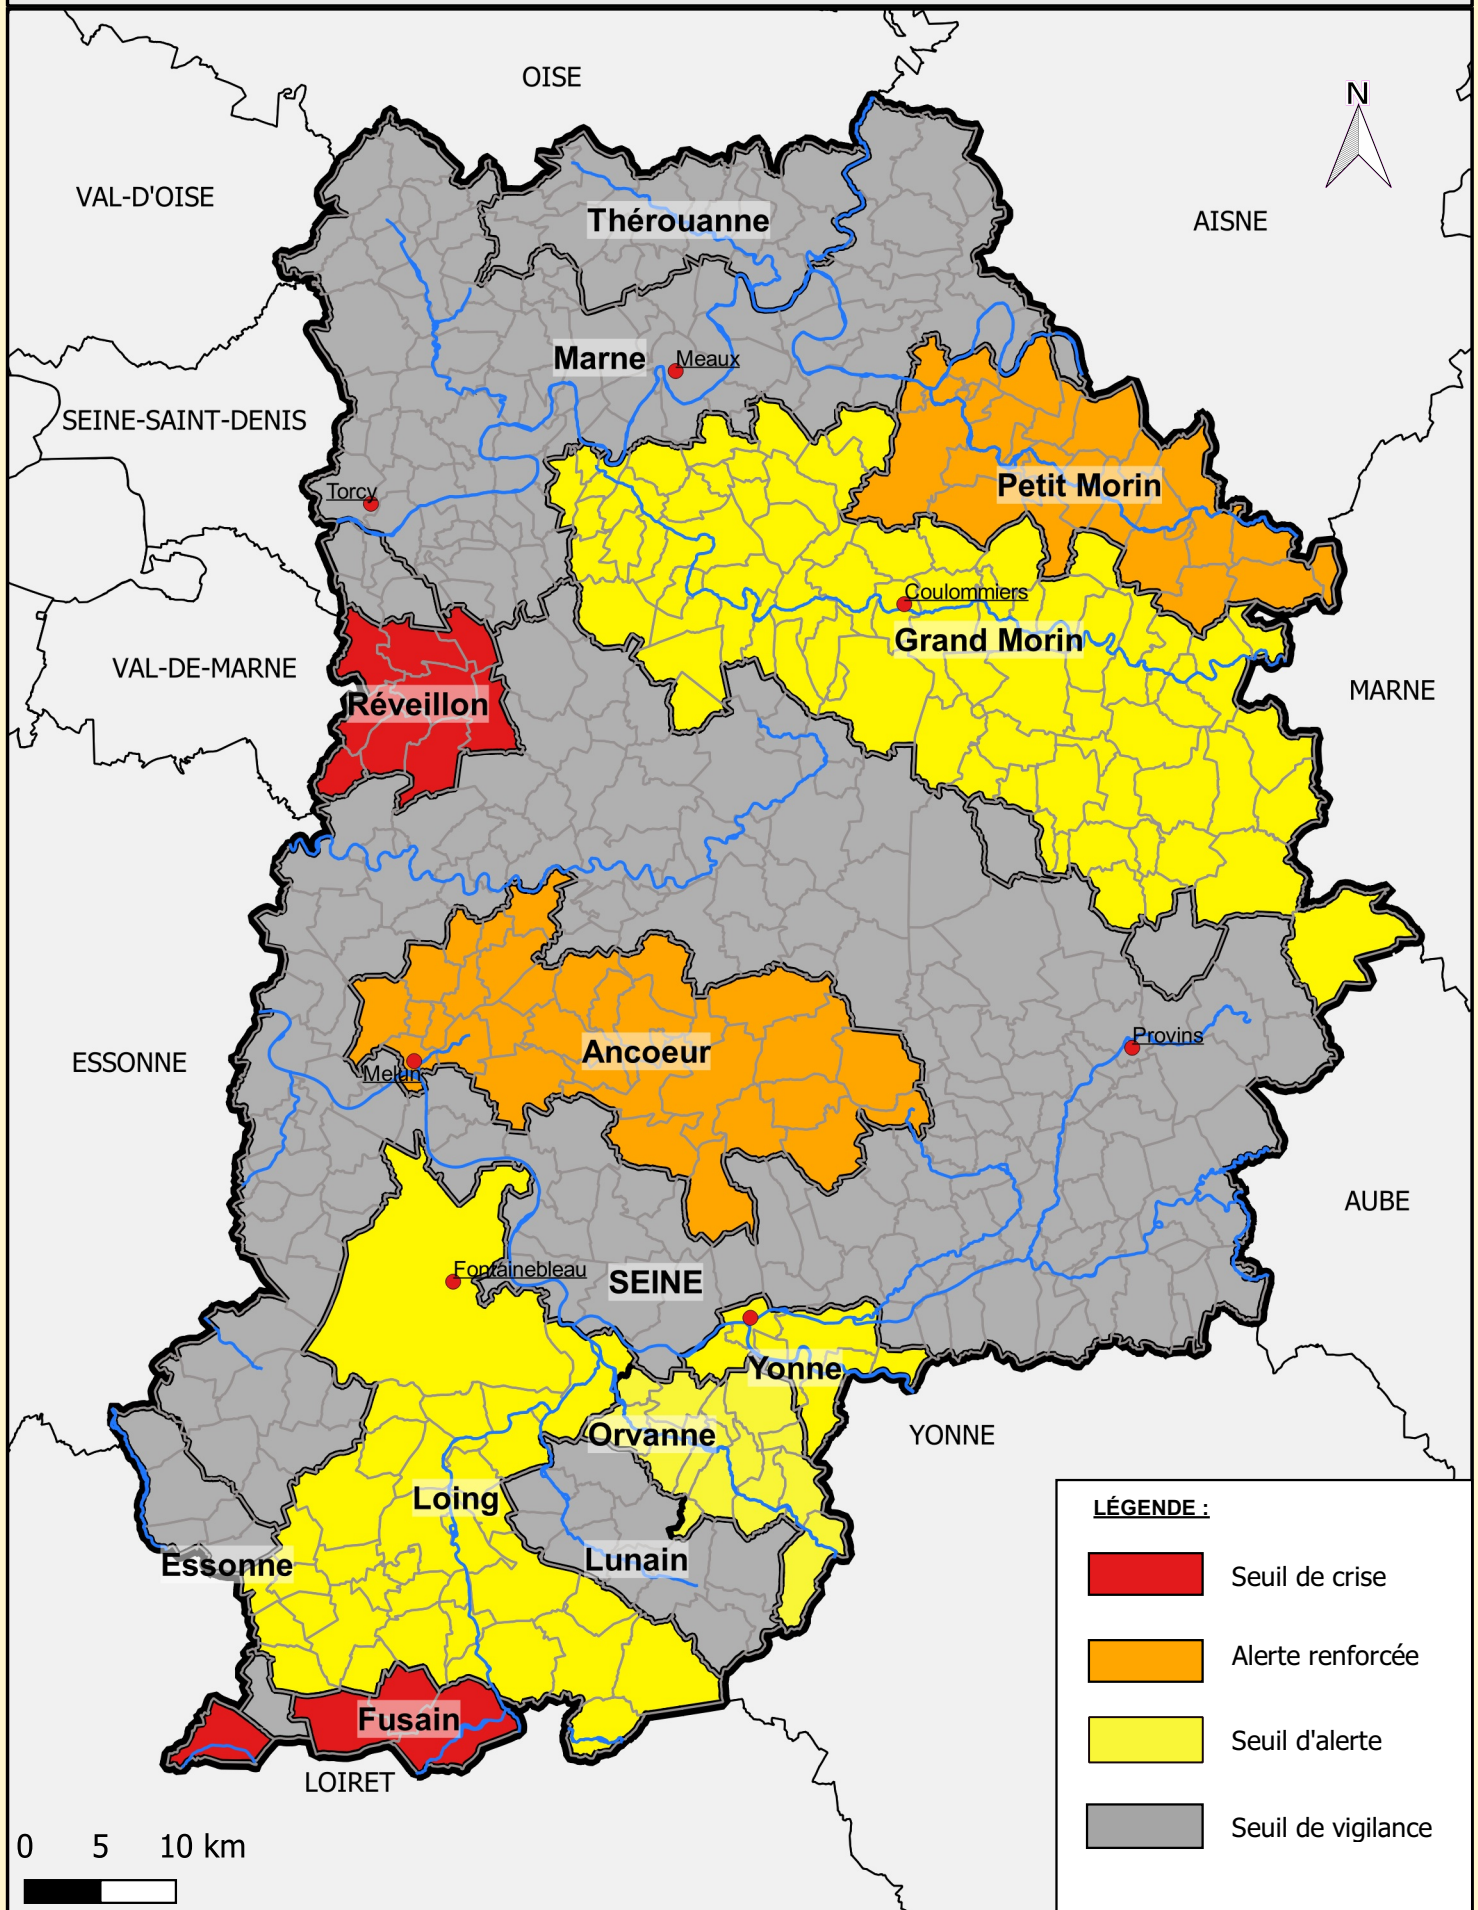 OISE
N
VAL-D'OISE
Thérouanne
AISNE
Marne
Meaux
SEINE-SAINT-DENIS
Torcy
Petit Morin
Coulommiers
Grand Morin
VAL-DE-MARNE
MARNE
Réveillon
Provins
Ancoeur
ESSONNE
Melun
AUBE
Fontainebleau
SEINE
Yonne
Orvanne
YONNE
Loing
LÉGENDE :
Essonne
Lunain
Seuil de crise
Alerte renforcée
Fusain
Seuil d'alerte
LOIRET
Seuil de vigilance
0 5 10 km